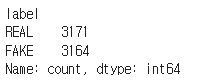 label
REAL    3171
FAKE    3164
Name: count, dtype: int64